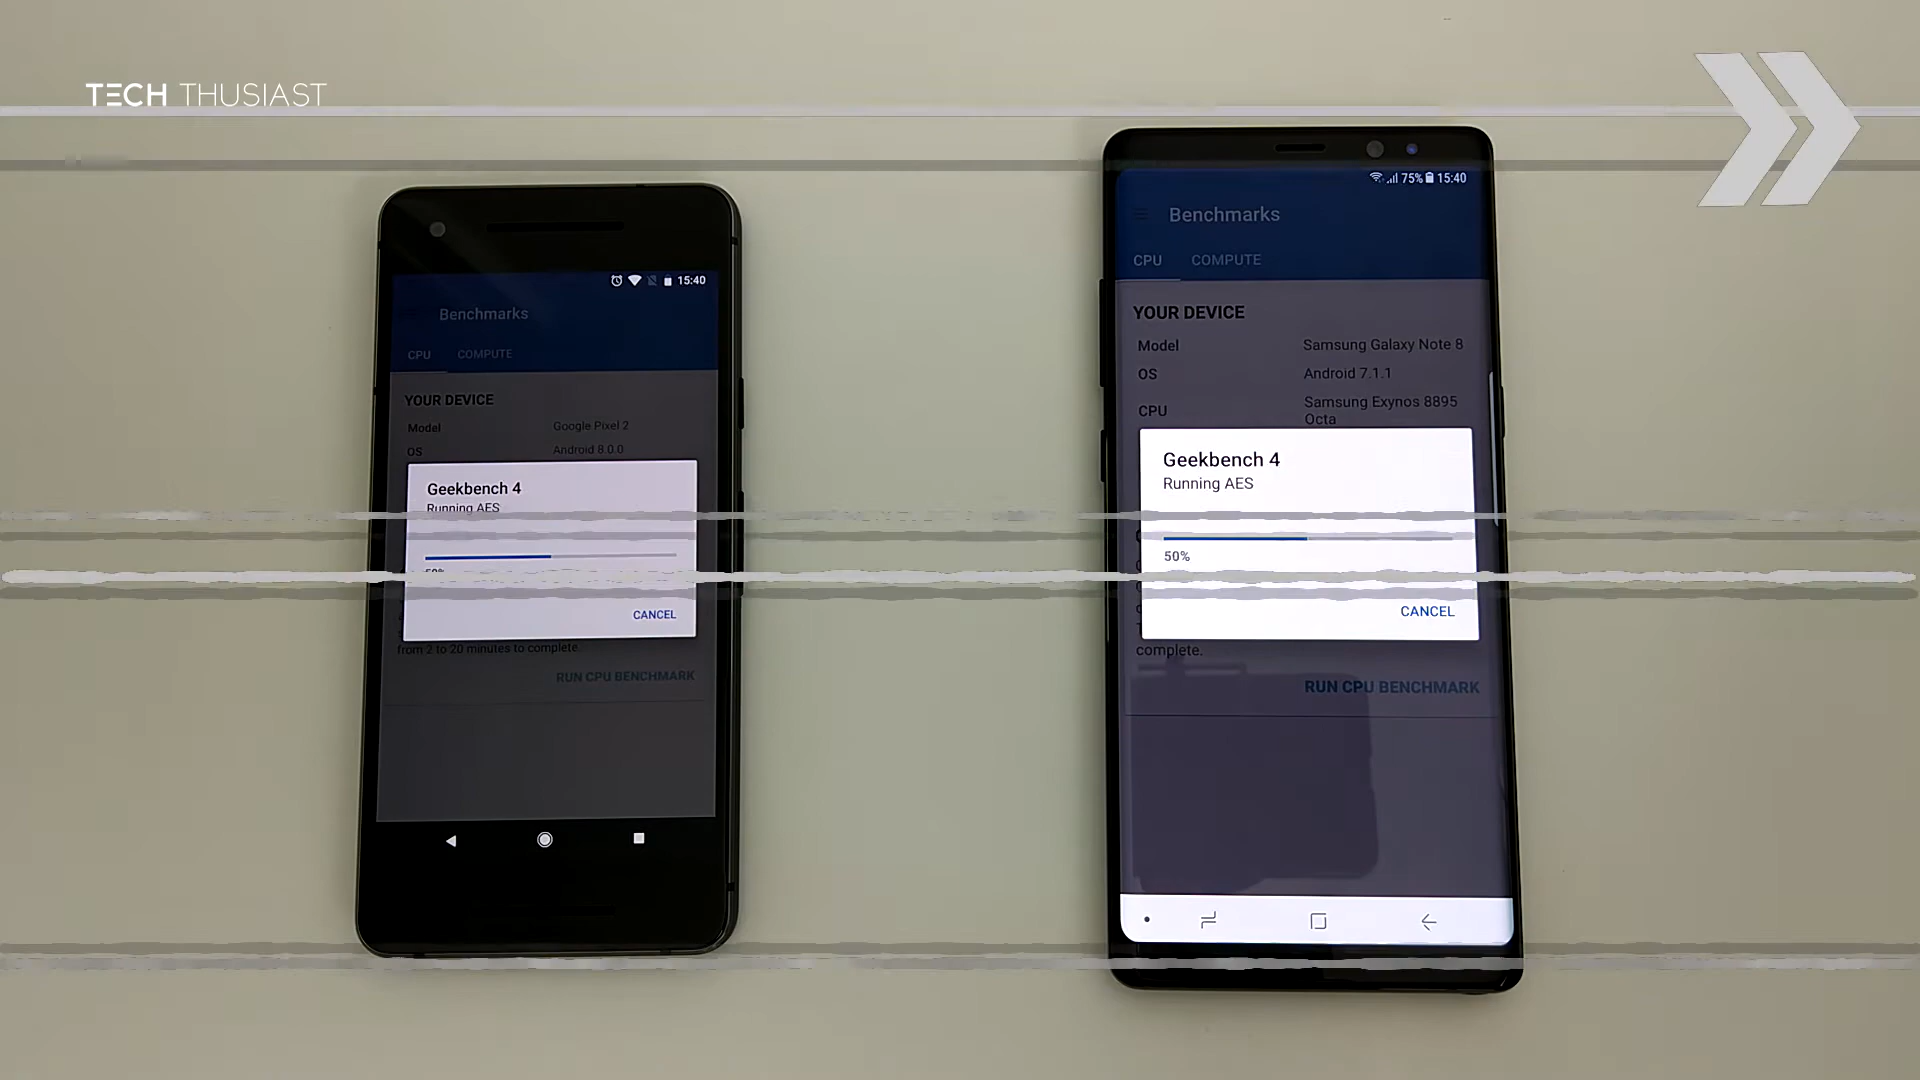 TECH THUSIAST
15:40
Benchmarks
CPU COMPUTE
YOUR DEVICE
Model Google Pixel 2
OS Android 8.0.0
Geekbench 4
Running AES
50%
CANCEL
from 2 to 20 minutes to complete.
RUN CPU BENCHMARK
75% 15:40
Benchmarks
CPU COMPUTE
YOUR DEVICE
Model Samsung Galaxy Note 8
OS Android 7.1.1
CPU Samsung Exynos 8895
Octa
Geekbench 4
Running AES
50%
CANCEL
complete.
RUN CPU BENCHMARK